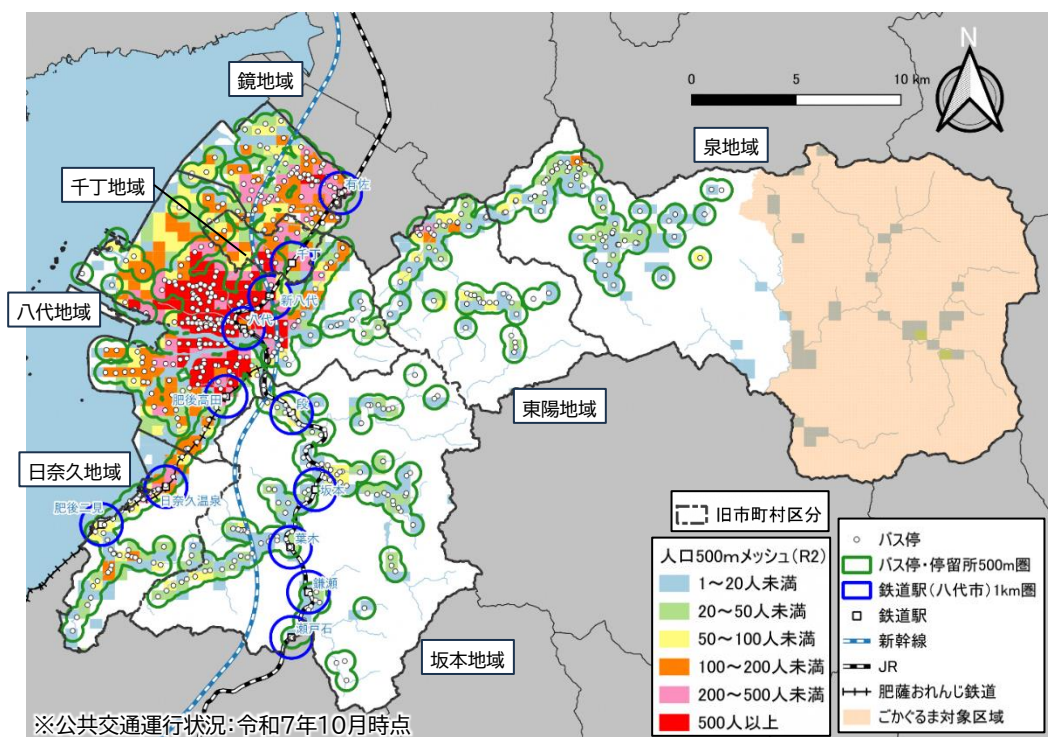 鏡地域
N
0 5 10 km
泉地域
千丁地域
有佐
千丁
新八代
八代地域
八代
肥後高田
段
東陽地域
日奈久地域
日奈久温泉
坂本
肥後二見
葉木
鎌瀬
瀬戸石
坂本地域
旧市町村区分
人口500mメッシュ(R2)
1~20人未満
20~50人未満
50~100人未満
100~200人未満
200~500人未満
500人以上
バス停
バス停・停留所500m圏
鉄道駅(八代市)1km圏
鉄道駅
新幹線
JR
肥薩おれんじ鉄道
ごかぐるま対象区域
※公共交通運行状況:令和7年10月時点